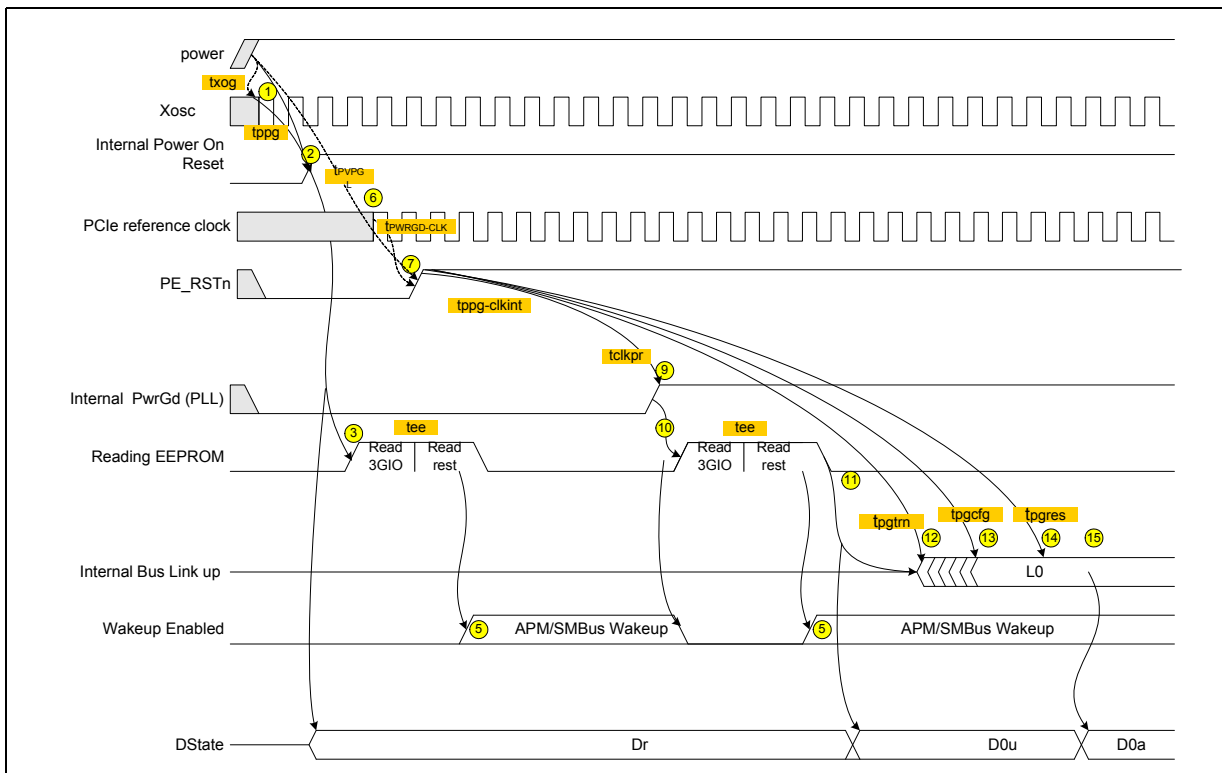 power
txog
1
Xosc
tppg
Internal Power On
Reset
2
tPVPG
L
6
PCIe reference clock
tPWRGD-CLK
7
PE_RSTn
tppg-clkint
tclkpr
9
Internal PwrGd (PLL)
3
tee
10
tee
Reading EEPROM
Read
3GIO
Read
rest
Read
3GIO
Read
rest
11
tpgtrn
tpgcfg
tpgres
12
13
14
15
Internal Bus Link up
L0
Wakeup Enabled
5
APM/SMBus Wakeup
5
APM/SMBus Wakeup
DState
Dr
D0u
D0a